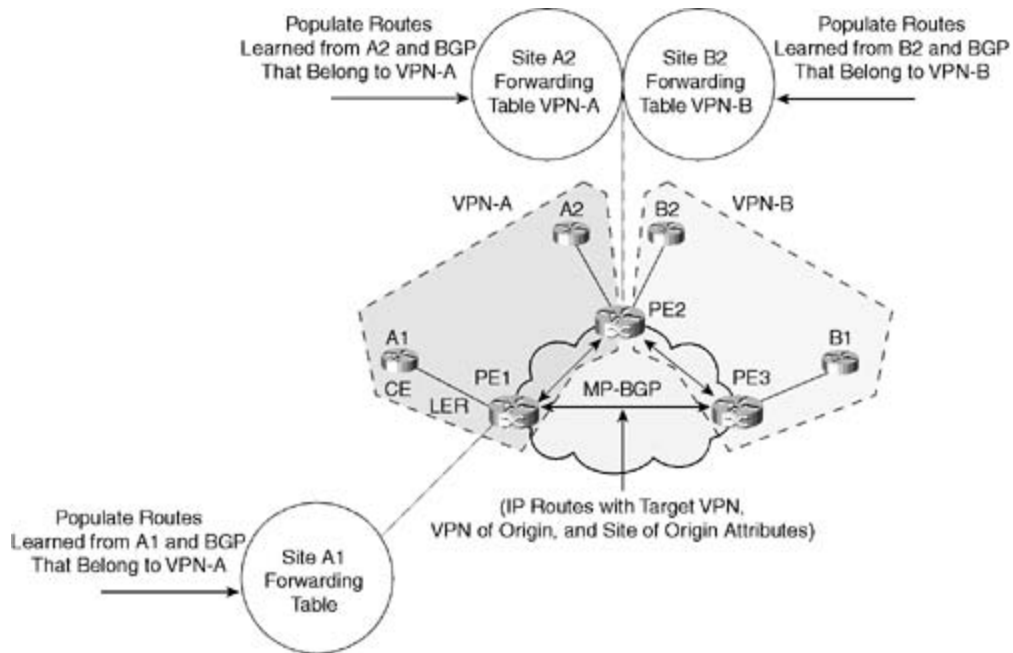 Populate Routes
Learned from A2 and BGP
That Belong to VPN-A
Site A2
Forwarding
Table VPN-A
Site B2
Forwarding
Table VPN-B
Populate Routes
Learned from B2 and BGP
That Belong to VPN-B
VPN-A
A2
B2
VPN-B
PE2
A1
CE
LER
PE1
MP-BGP
PE3
B1
(IP Routes with Target VPN,
VPN of Origin, and Site of Origin Attributes)
Populate Routes
Learned from A1 and BGP
That Belong to VPN-A
Site A1
Forwarding
Table